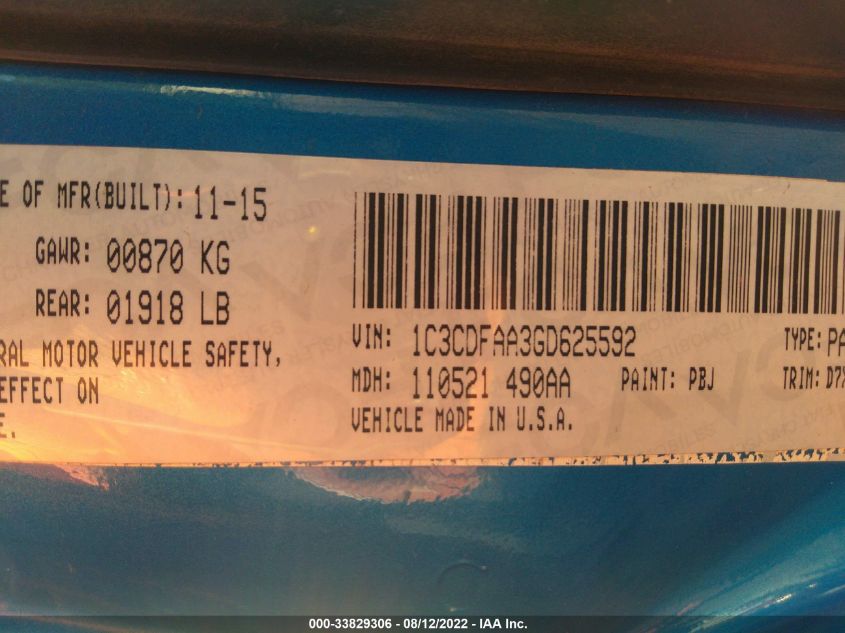 E OF MFR(BUILT): 11-15
GAWR: 00870 KG
REAR: 01918 LB
RAL MOTOR VEHICLE SAFETY,
EFFECT ON
E.
VIN: 1C3CDFAA3GD625592 TYPE: PA
MDH: 110521 490AA PAINT: PBJ TRIM: D7X
VEHICLE MADE IN U.S.A.
000-33829306 - 08/12/2022 - IAA Inc.